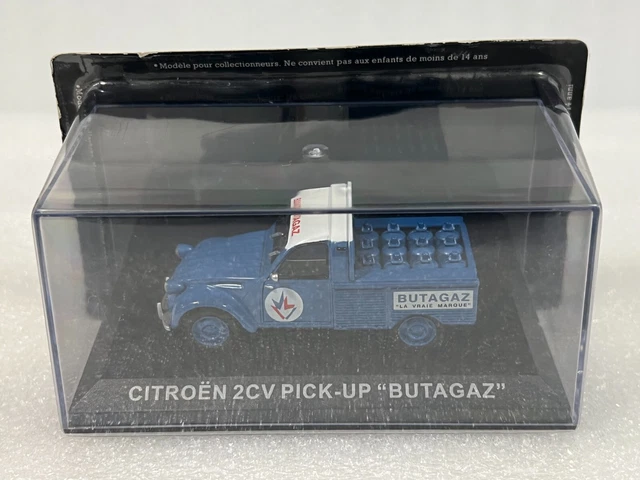 • Modèle pour collectionneurs. Ne convient pas aux enfants de moins de 14 ans
BUTAGAZ
"LA VRAIE MARQUE"
CITROËN 2CV PICK-UP "BUTAGAZ"